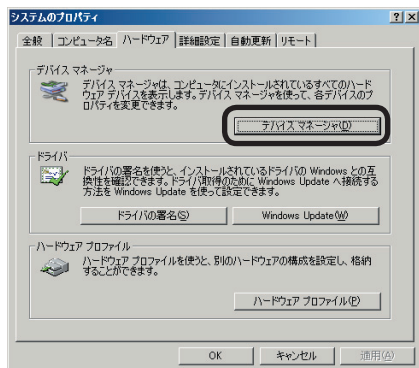 システムのプロパティ
全般 コンピュータ名 ハードウェア 詳細設定 自動更新 リモート
デバイス マネージャ
デバイス マネージャは、コンピュータにインストールされているすべてのハード
ウェア デバイスを表示します。デバイス マネージャを使って、各デバイスのプ
ロパティを変更できます。
デバイス マネージャ(D)
ドライバ
ドライバの署名を使うと、インストールされているドライバの Windows との互
換性を確認できます。ドライバ取得のために Windows Update へ接続する
方法を Windows Update を使って設定できます。
ドライバの署名(S) Windows Update(W)
ハードウェア プロファイル
ハードウェア プロファイルを使うと、別のハードウェアの構成を設定し、格納
することができます。
ハードウェア プロファイル(P)
OK キャンセル 適用(A)